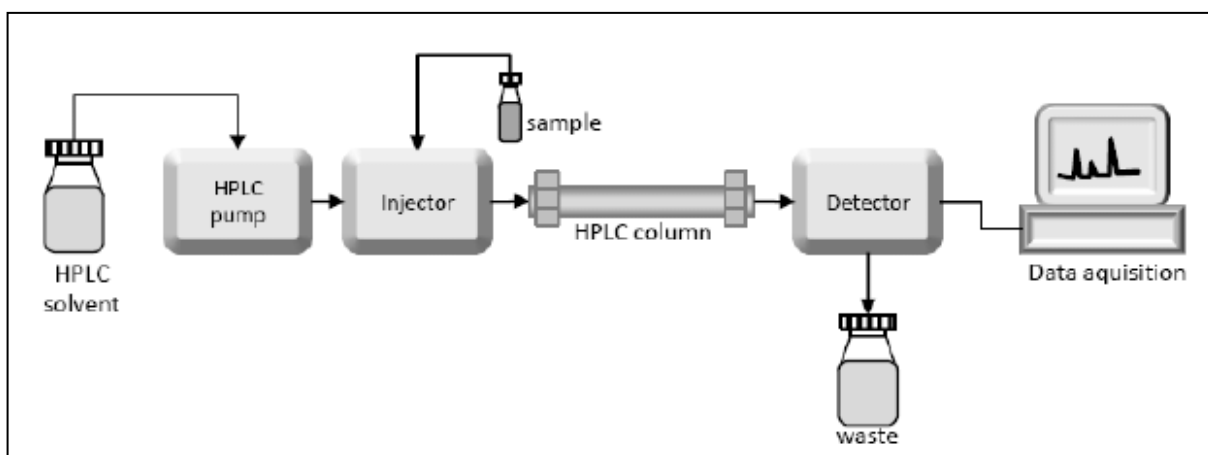 HPLC
solvent
HPLC
pump
Injector
sample
HPLC column
Detector
waste
Data aquisition